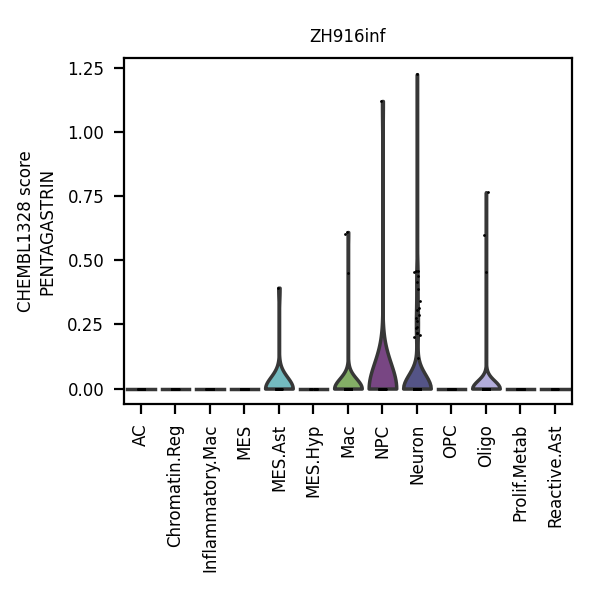 ZH916inf
CHEMBL1328 score
PENTAGASTRIN
1.25
1.00
0.75
0.50
0.25
0.00
AC
Chromatin.Reg
Inflammatory.Mac
MES
MES.Ast
MES.Hyp
Mac
NPC
Neuron
OPC
Oligo
Prolif.Metab
Reactive.Ast